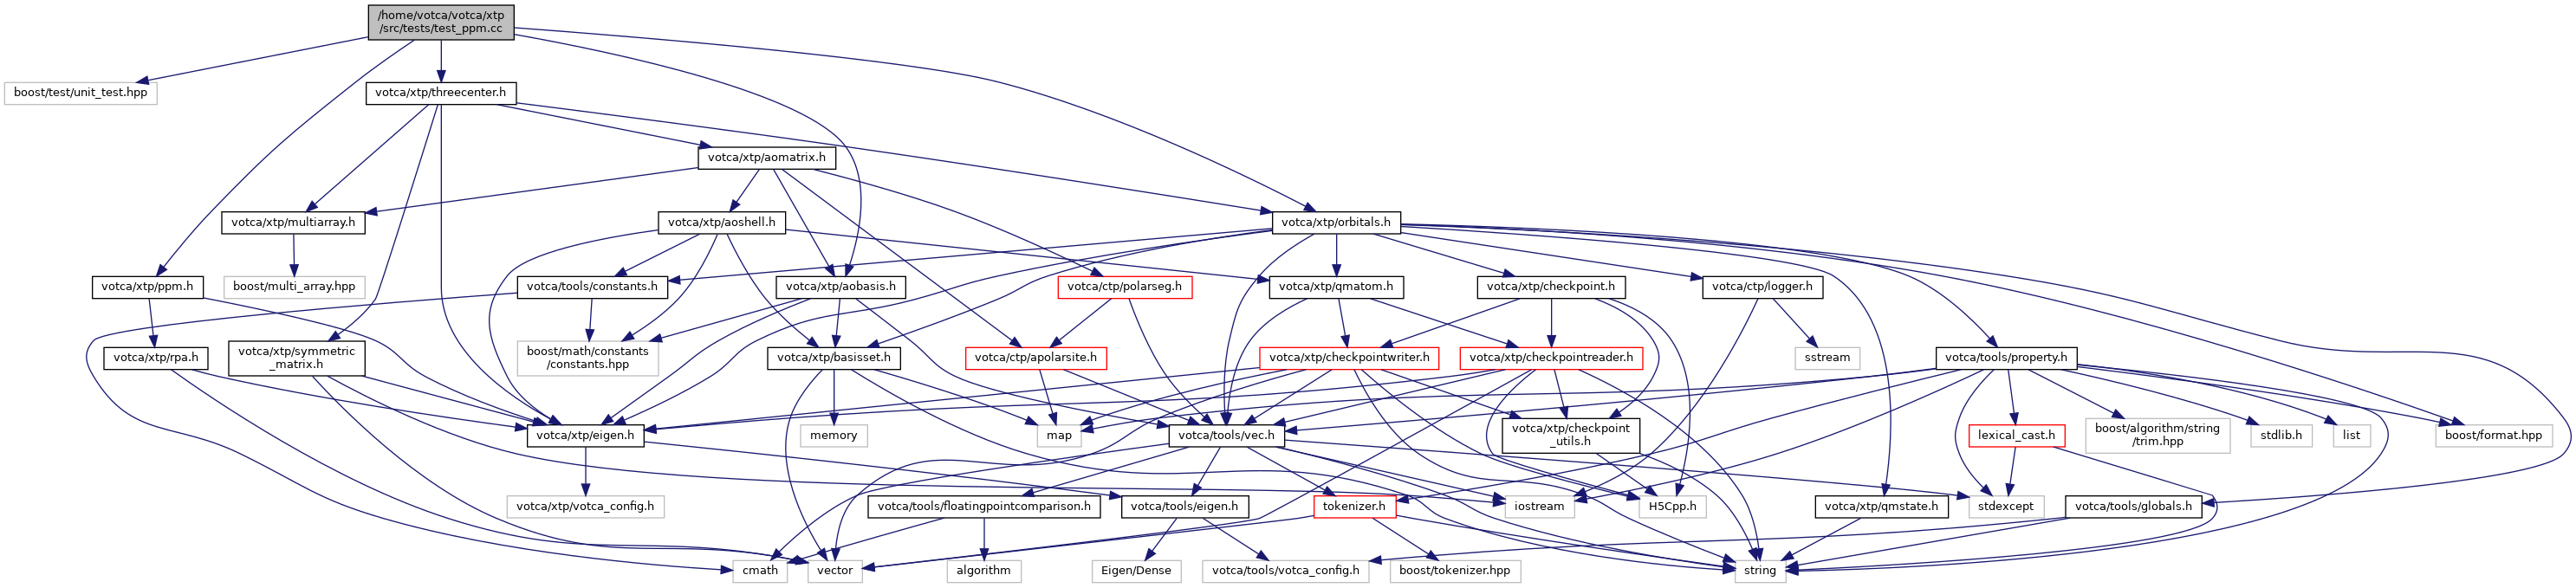 /home/votca/votca/xtp
/src/tests/test_ppm.cc
boost/test/unit_test.hpp
votca/xtp/threecenter.h
votca/xtp/aomatrix.h
votca/xtp/multiarray.h
votca/xtp/aoshell.h
votca/xtp/orbitals.h
votca/xtp/ppm.h
boost/multi_array.hpp
votca/tools/constants.h
votca/xtp/aobasis.h
votca/ctp/polarseg.h
votca/xtp/qmatom.h
votca/xtp/checkpoint.h
votca/ctp/logger.h
votca/xtp/rpa.h
votca/xtp/symmetric
_matrix.h
boost/math/constants
/constants.hpp
votca/xtp/basisset.h
votca/ctp/apolarsite.h
votca/xtp/checkpointwriter.h
votca/xtp/checkpointreader.h
sstream
votca/tools/property.h
votca/xtp/eigen.h
memory
map
votca/tools/vec.h
votca/xtp/checkpoint
_utils.h
lexical_cast.h
boost/algorithm/string
/trim.hpp
stdlib.h
list
boost/format.hpp
votca/xtp/votca_config.h
votca/tools/floatingpointcomparison.h
votca/tools/eigen.h
tokenizer.h
iostream
H5Cpp.h
votca/xtp/qmstate.h
stdexcept
votca/tools/globals.h
cmath
vector
algorithm
Eigen/Dense
votca/tools/votca_config.h
boost/tokenizer.hpp
string